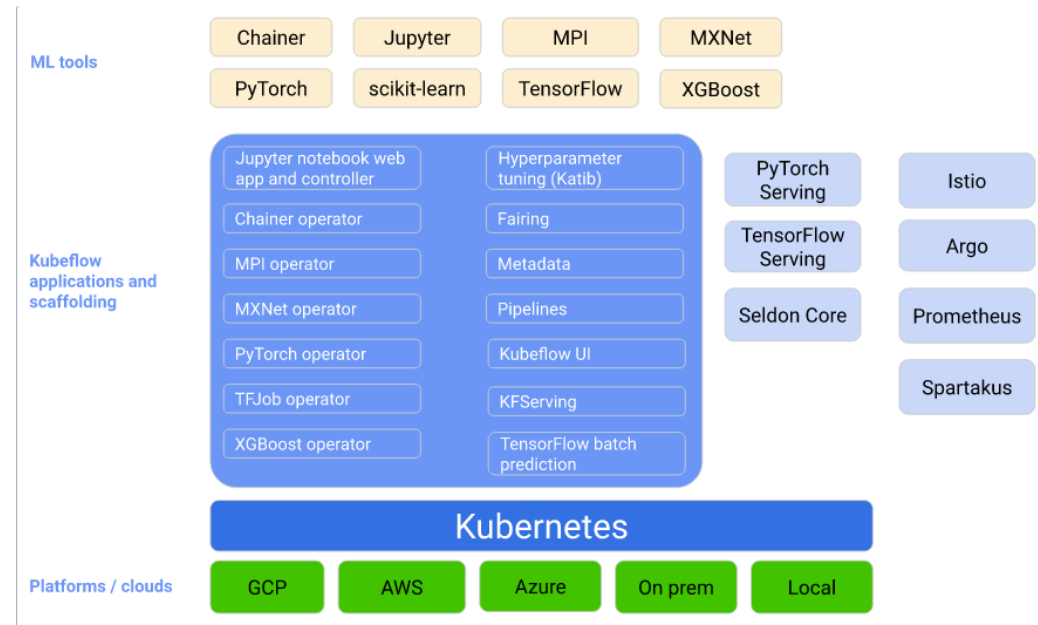 ML tools
Chainer
Jupyter
MPI
MXNet
PyTorch
scikit-learn
TensorFlow
XGBoost
Kubeflow
applications and
scaffolding
Jupyter notebook web
app and controller
Chainer operator
MPI operator
MXNet operator
PyTorch operator
TFJob operator
XGBoost operator
Hyperparameter
tuning (Katib)
Fairing
Metadata
Pipelines
Kubeflow UI
KFServing
TensorFlow batch
prediction
PyTorch
Serving
TensorFlow
Serving
Seldon Core
Istio
Argo
Prometheus
Spartakus
Kubernetes
Platforms / clouds
GCP
AWS
Azure
On prem
Local